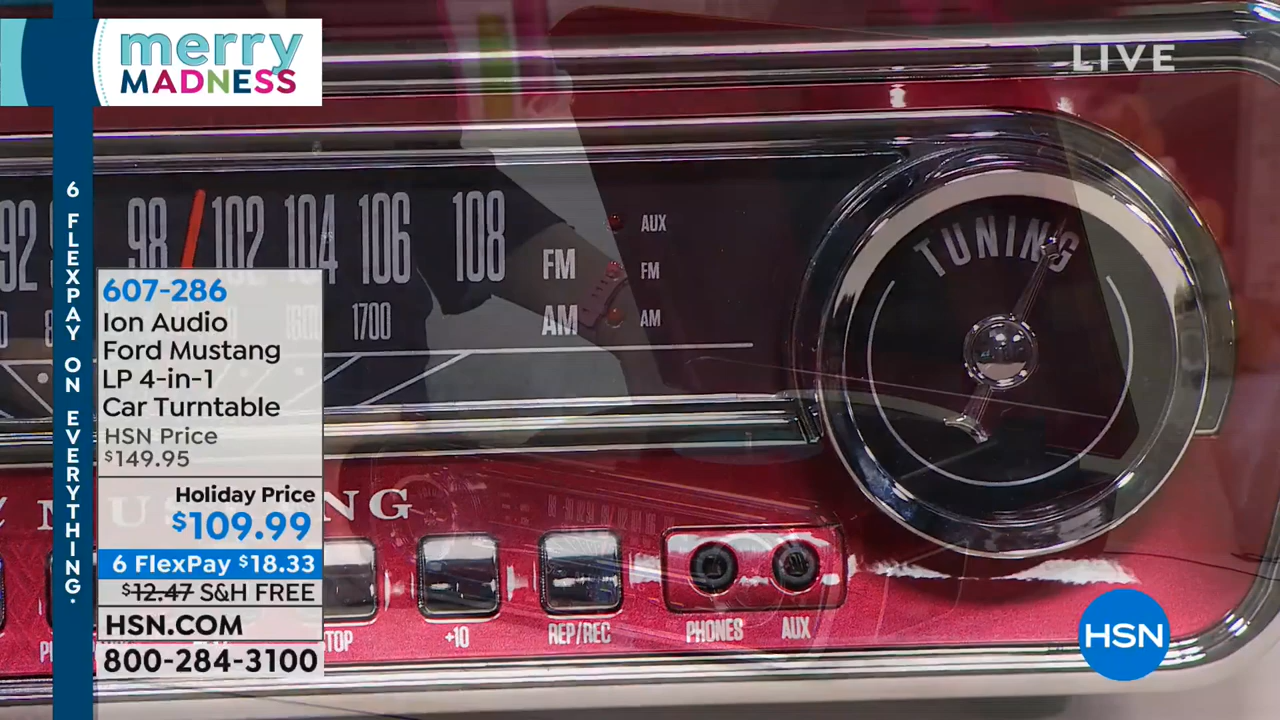 merry
MADNESS
LIVE
6 FLEXPAY ON EVERYTHING.*
92
98 102 104 106 108
FM
AM
1700
AUX
FM
AM
TUNING
607-286
Ion Audio
Ford Mustang
LP 4-in-1
Car Turntable
HSN Price
$149.95
Holiday Price
$109.99
6 FlexPay $18.33
$12.47 S&H FREE
HSN.COM
800-284-3100
MUSTANG
+10
REP/REC
PHONES
AUX
HSN